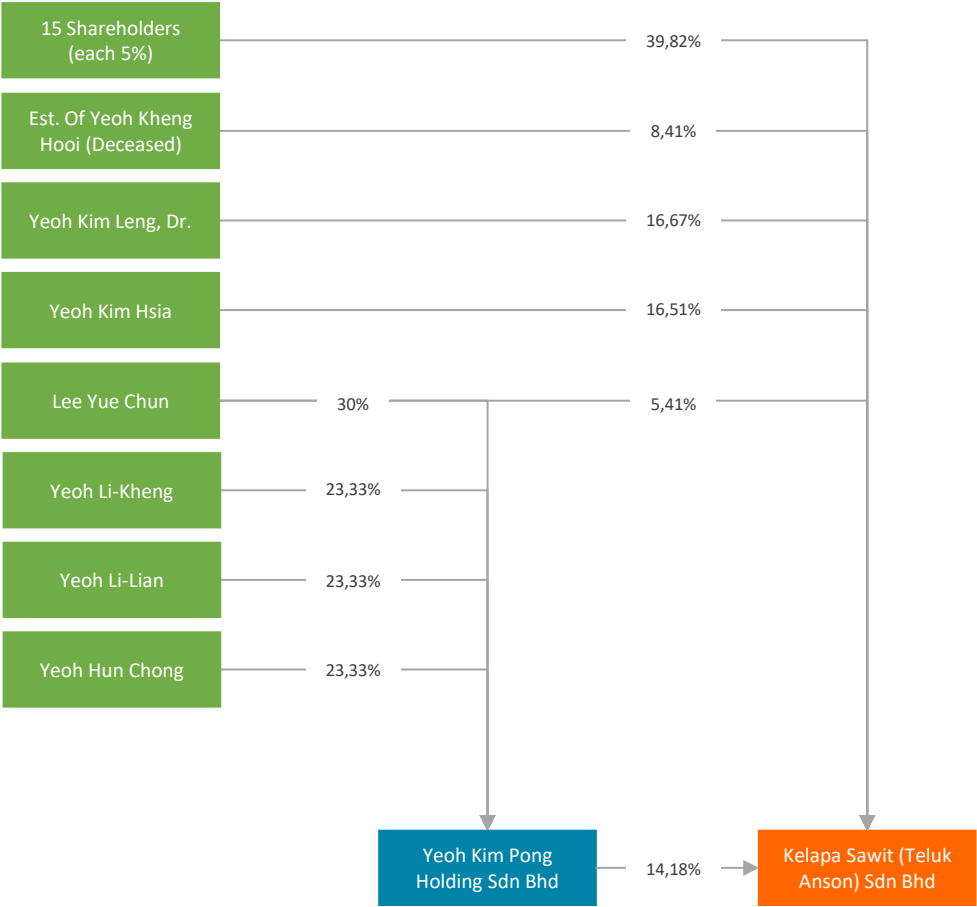 15 Shareholders
(each 5%)
39,82%
Est. Of Yeoh Kheng
Hooi (Deceased)
8,41%
Yeoh Kim Leng, Dr.
16,67%
Yeoh Kim Hsia
16,51%
Lee Yue Chun
30%
5,41%
Yeoh Li-Kheng
23,33%
Yeoh Li-Lian
23,33%
Yeoh Hun Chong
23,33%
Yeoh Kim Pong
Holding Sdn Bhd
14,18%
Kelapa Sawit (Teluk
Anson) Sdn Bhd